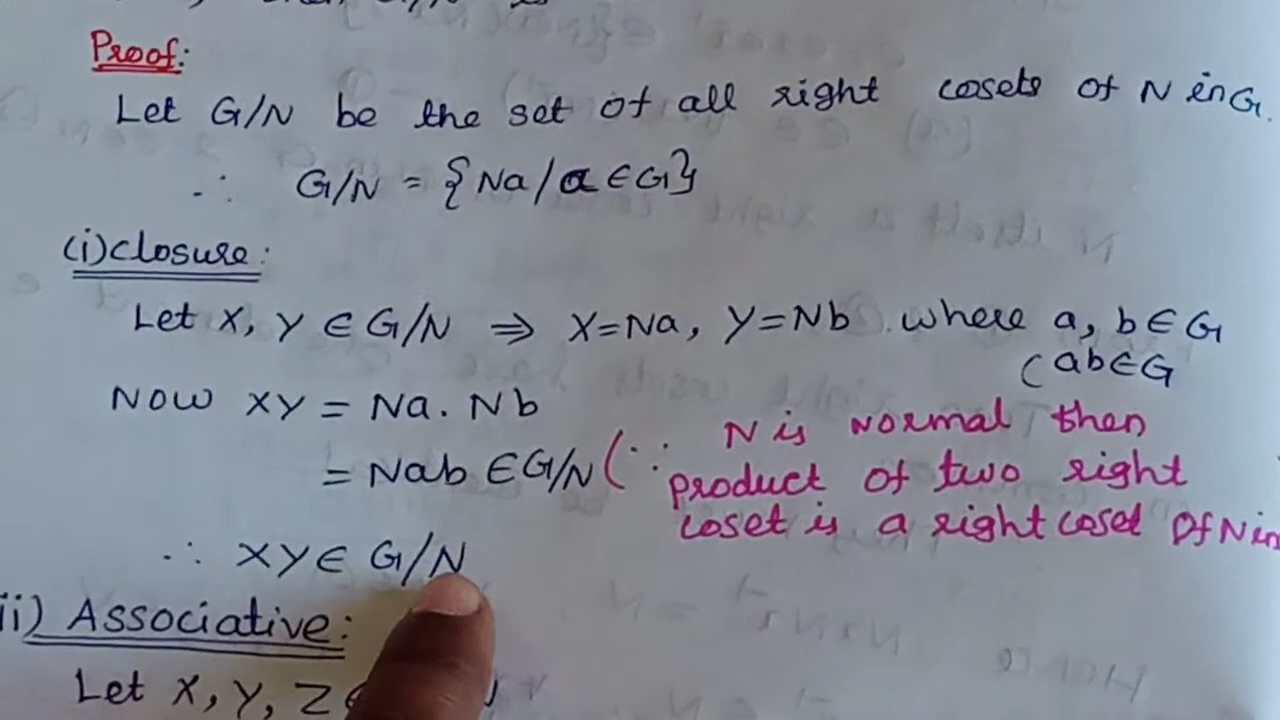 Proof:
Let G/N be the set of all right cosets of N in G.
∴ G/N = {Na/a∈G}
(i) closure:
Let X, Y ∈ G/N ⇒ X=Na, Y=Nb where a, b∈G
(ab∈G
Now XY = Na. Nb
= Nab ∈G/N (∵ N is normal then
product of two right
coset is a right coset of N in
∴ XY∈ G/N
ii) Associative:
Let X, Y, Z